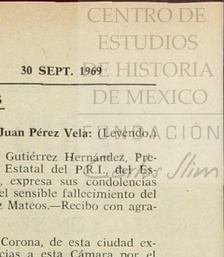 CENTRO DE
ESTUDIOS
DE HISTORIA
DE MEXICO
FUNDACIÓN
Carlos Slim
30 SEPT. 1969
Juan Pérez Vela: (Leyendo.)
Gutiérrez Hernández, Pre-
Estatal del P.R.I. del Es-
, expresa sus condolencias
el sensible fallecimiento del
z Mateos.—Recibo con agra-
Corona, de esta ciudad ex-
cias a esta Cámara por el